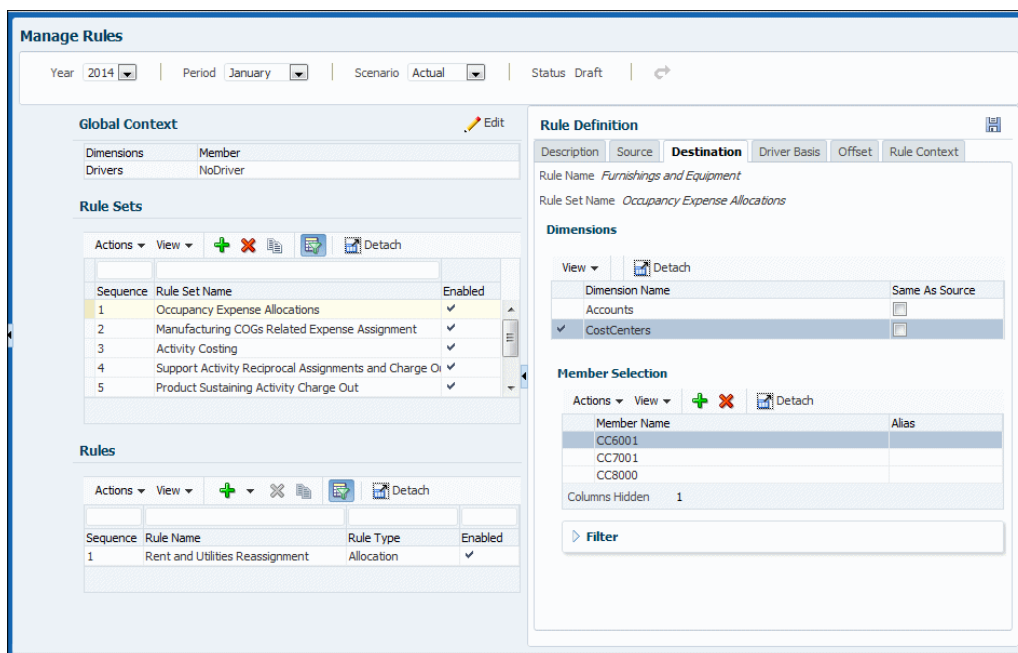 Manage Rules
Year 2014 Period January Scenario Actual Status Draft
Global Context Edit
Dimensions Member
Drivers NoDriver
Rule Sets
Actions View Detach
Sequence Rule Set Name Enabled
1 Occupancy Expense Allocations
2 Manufacturing COGs Related Expense Assignment
3 Activity Costing
4 Support Activity Reciprocal Assignments and Charge O
5 Product Sustaining Activity Charge Out
Rules
Actions View Detach
Sequence Rule Name Rule Type Enabled
1 Rent and Utilities Reassignment Allocation
Rule Definition
Description Source Destination Driver Basis Offset Rule Context
Rule Name Furnishings and Equipment
Rule Set Name Occupancy Expense Allocations
Dimensions
View Detach
Dimension Name Same As Source
Accounts
CostCenters
Member Selection
Actions View Detach
Member Name Alias
CC6001
CC7001
CC8000
Columns Hidden 1
Filter